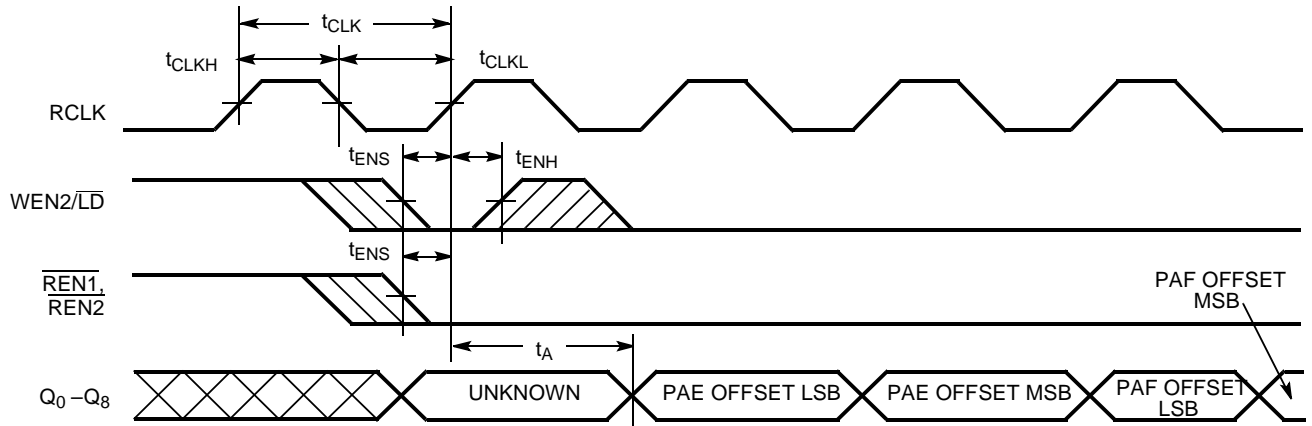 tCLK
tCLKH
tCLKL
RCLK
tENS
tENH
WEN2/LD
tENS
REN1,
REN2
PAF OFFSET
MSB
tA
Q0 –Q8
UNKNOWN
PAE OFFSET LSB
PAE OFFSET MSB
PAF OFFSET
LSB